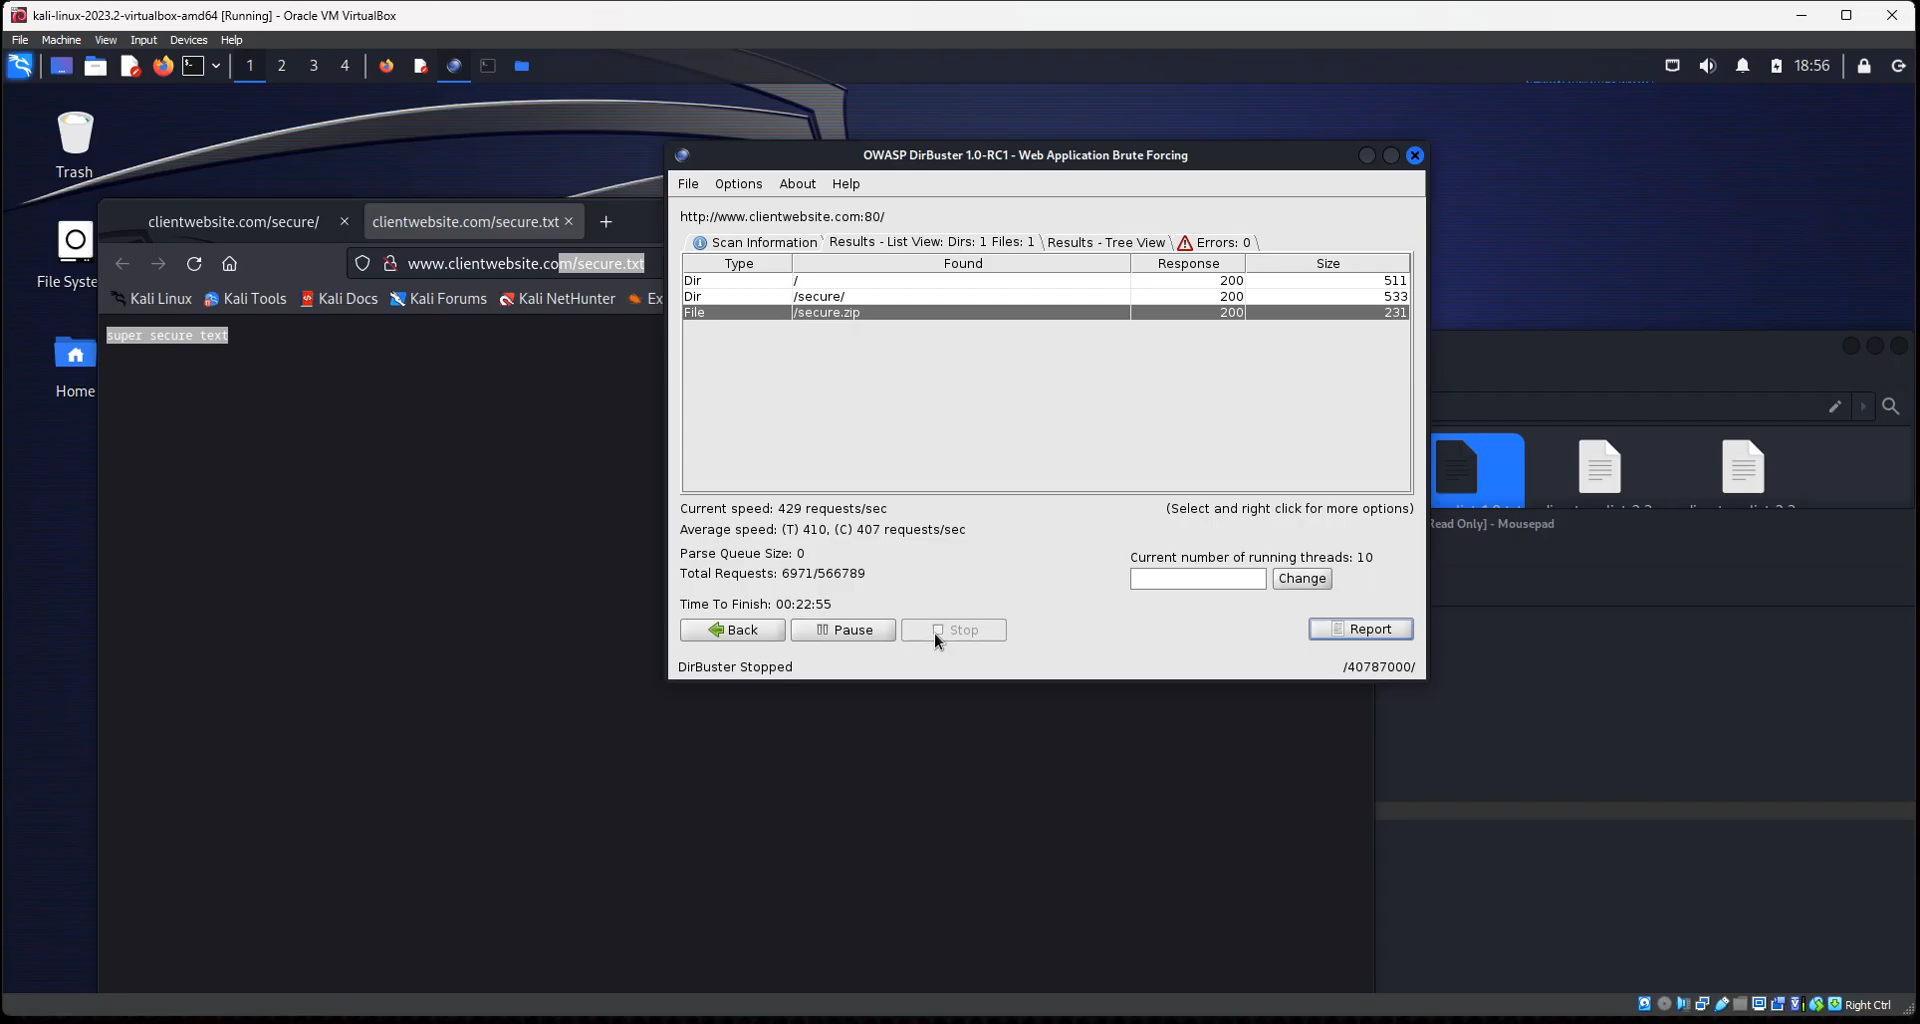 kali-linux-2023.2-virtualbox-amd64 [Running] - Oracle VM VirtualBox
File Machine View Input Devices Help
1 2 3 4 18:56
Trash
File Syste
Home
clientwebsite.com/secure/ clientwebsite.com/secure.txt
www.clientwebsite.com/secure.txt
Kali Linux Kali Tools Kali Docs Kali Forums Kali NetHunter Ex
super secure text
OWASP DirBuster 1.0-RC1 - Web Application Brute Forcing
File Options About Help
http://www.clientwebsite.com:80/
Scan Information Results - List View: Dirs: 1 Files: 1 Results - Tree View Errors: 0
Type Found Response Size
Dir / 200 511
Dir /secure/ 200 533
File /secure.zip 200 231
Current speed: 429 requests/sec (Select and right click for more options)
Average speed: (T) 410, (C) 407 requests/sec
Parse Queue Size: 0 Current number of running threads: 10
Total Requests: 6971/566789 Change
Time To Finish: 00:22:55
Back Pause Stop Report
DirBuster Stopped /40787000/
Read Only] - Mousepad
Right Ctrl